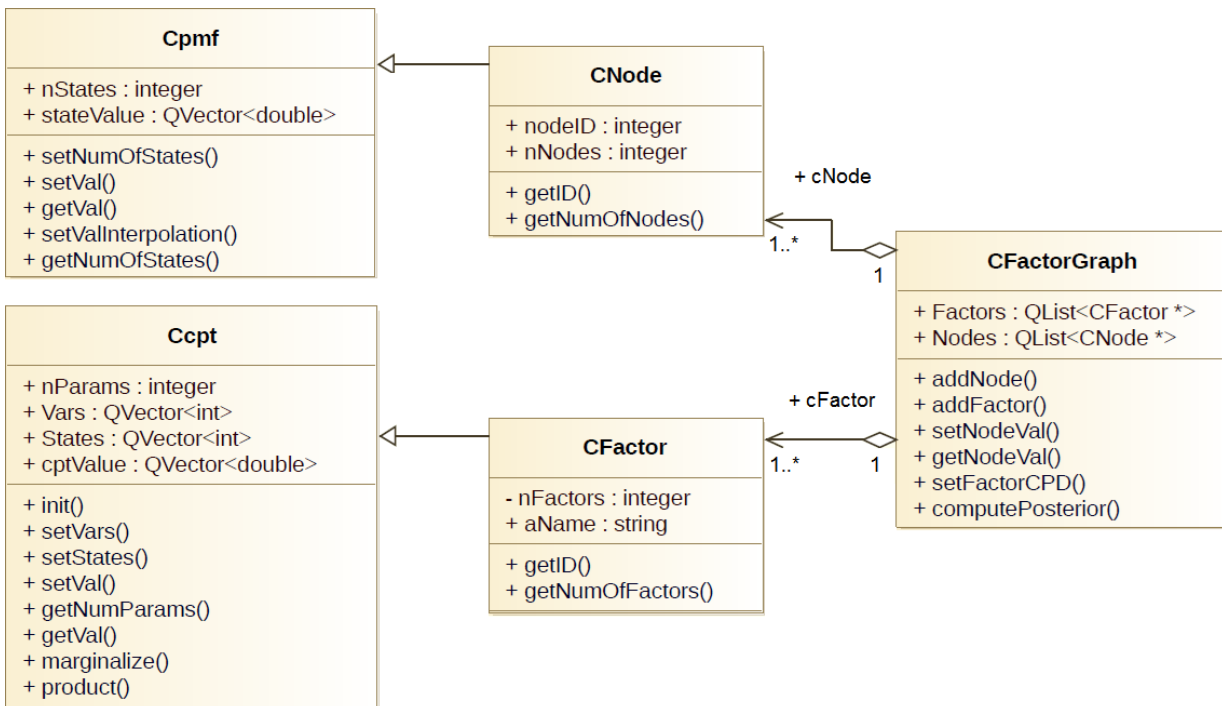 Cpmf
+ nStates : integer
+ stateValue : QVector<double>
+ setNumOfStates()
+ setVal()
+ getVal()
+ setValInterpolation()
+ getNumOfStates()
CNode
+ nodeID : integer
+ nNodes : integer
+ getID()
+ getNumOfNodes()
+ cNode
1..*
1
CFactorGraph
+ Factors : QList<CFactor *>
+ Nodes : QList<CNode *>
+ addNode()
+ addFactor()
+ setNodeVal()
+ getNodeVal()
+ setFactorCPD()
+ computePosterior()
Ccpt
+ nParams : integer
+ Vars : QVector<int>
+ States : QVector<int>
+ cptValue : QVector<double>
+ init()
+ setVars()
+ setStates()
+ setVal()
+ getNumParams()
+ getVal()
+ marginalize()
+ product()
CFactor
- nFactors : integer
+ aName : string
+ getID()
+ getNumOfFactors()
+ cFactor
1..*
1